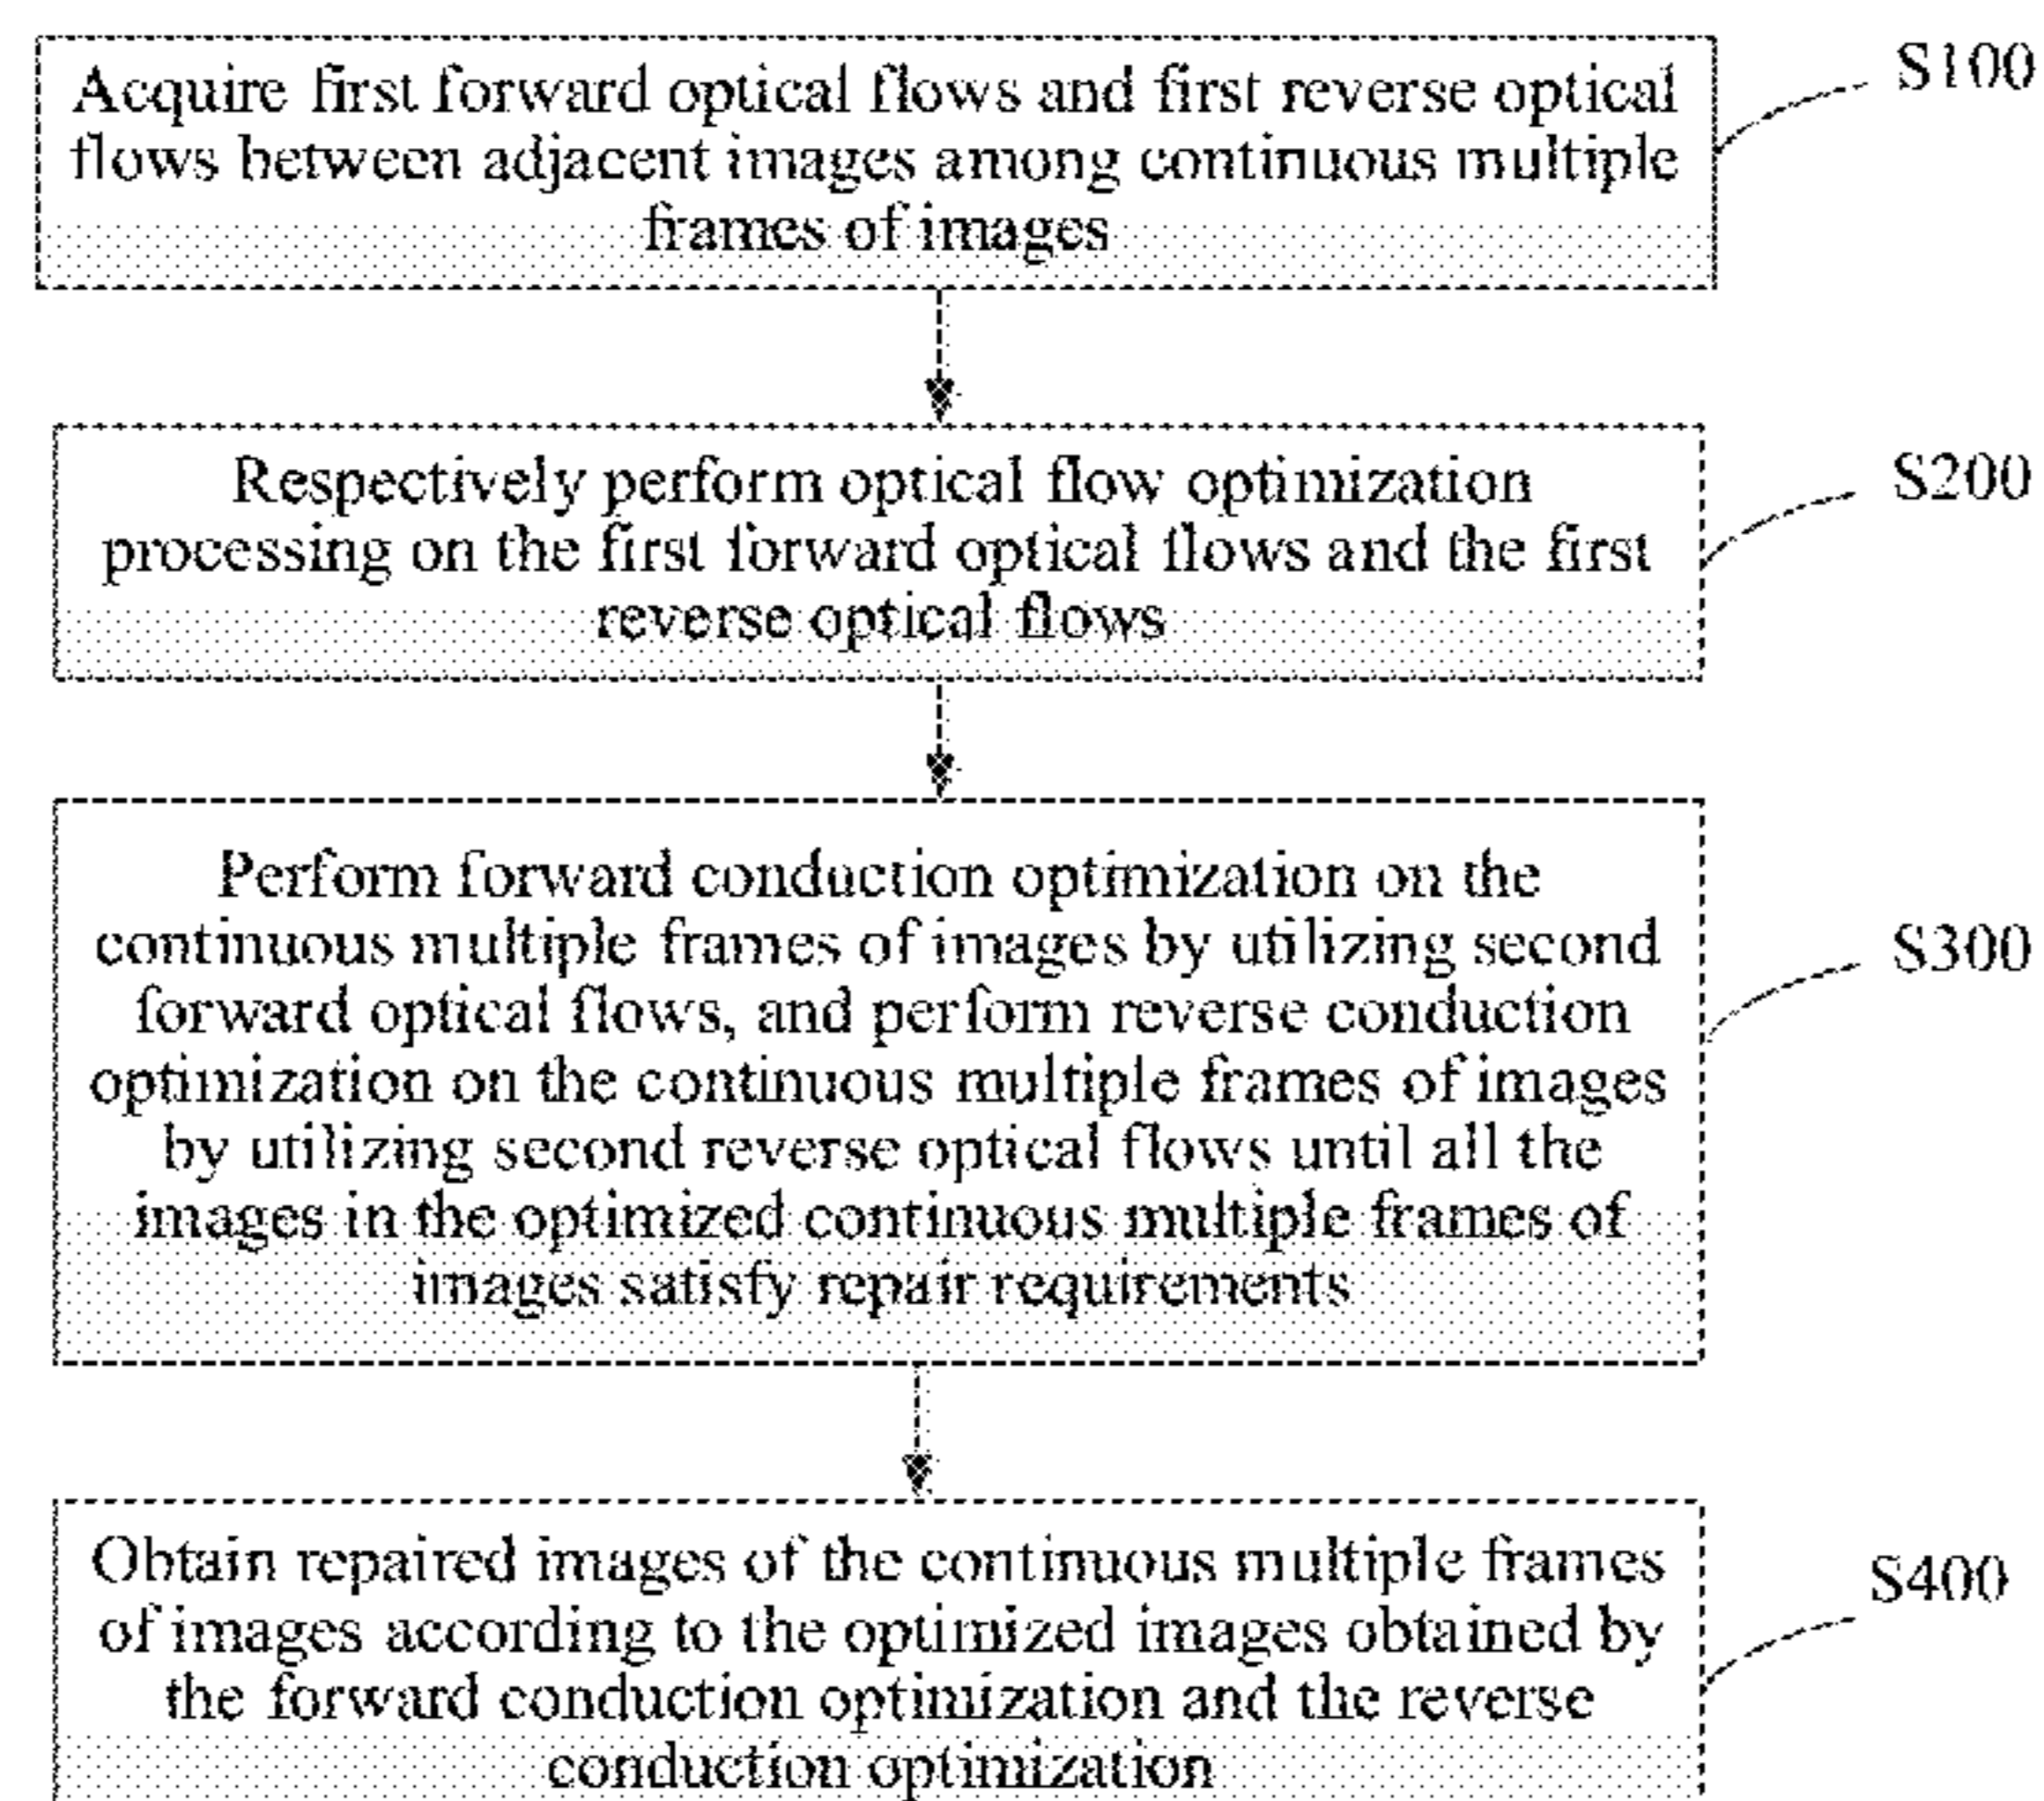 Acquire first forward optical flows and first reverse optical
flows between adjacent images among continuous multiple
frames of images
S100
Respectively perform optical flow optimization
processing on the first forward optical flows and the first
reverse optical flows
S200
Perform forward conduction optimization on the
continuous multiple frames of images by utilizing second
forward optical flows, and perform reverse conduction
optimization on the continuous multiple frames of images
by utilizing second reverse optical flows until all the
images in the optimized continuous multiple frames of
images satisfy repair requirements
S300
Obtain repaired images of the continuous multiple frames
of images according to the optimized images obtained by
the forward conduction optimization and the reverse
conduction optimization
S400